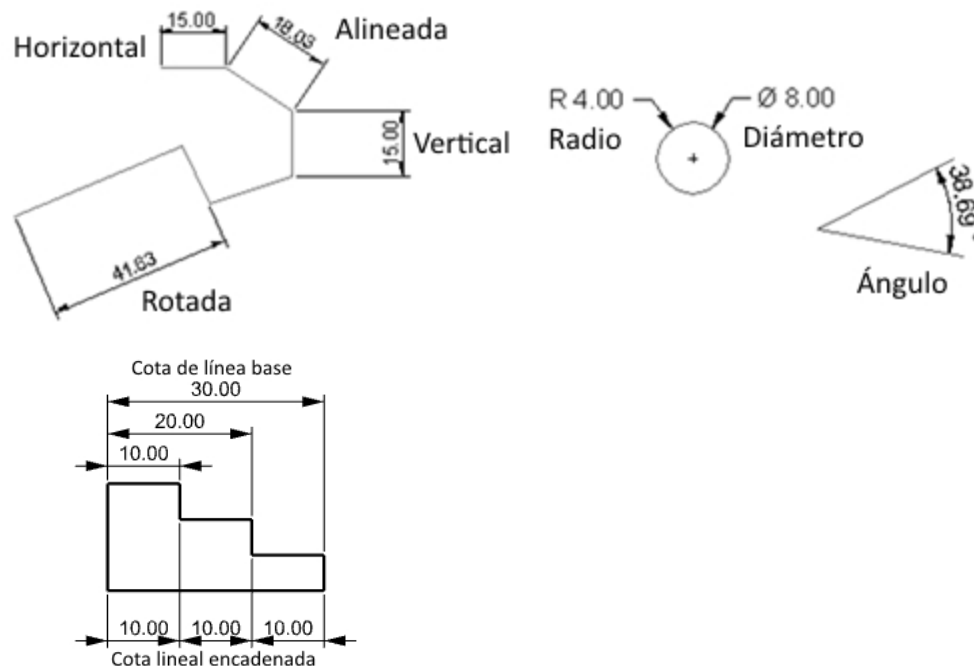 15.00
Horizontal
18.03
Alineada
15.00
Vertical
41.63
Rotada
R 4.00
Radio
Ø 8.00
Diámetro
38.69°
Ángulo
Cota de línea base
30.00
20.00
10.00
10.00 10.00 10.00
Cota lineal encadenada